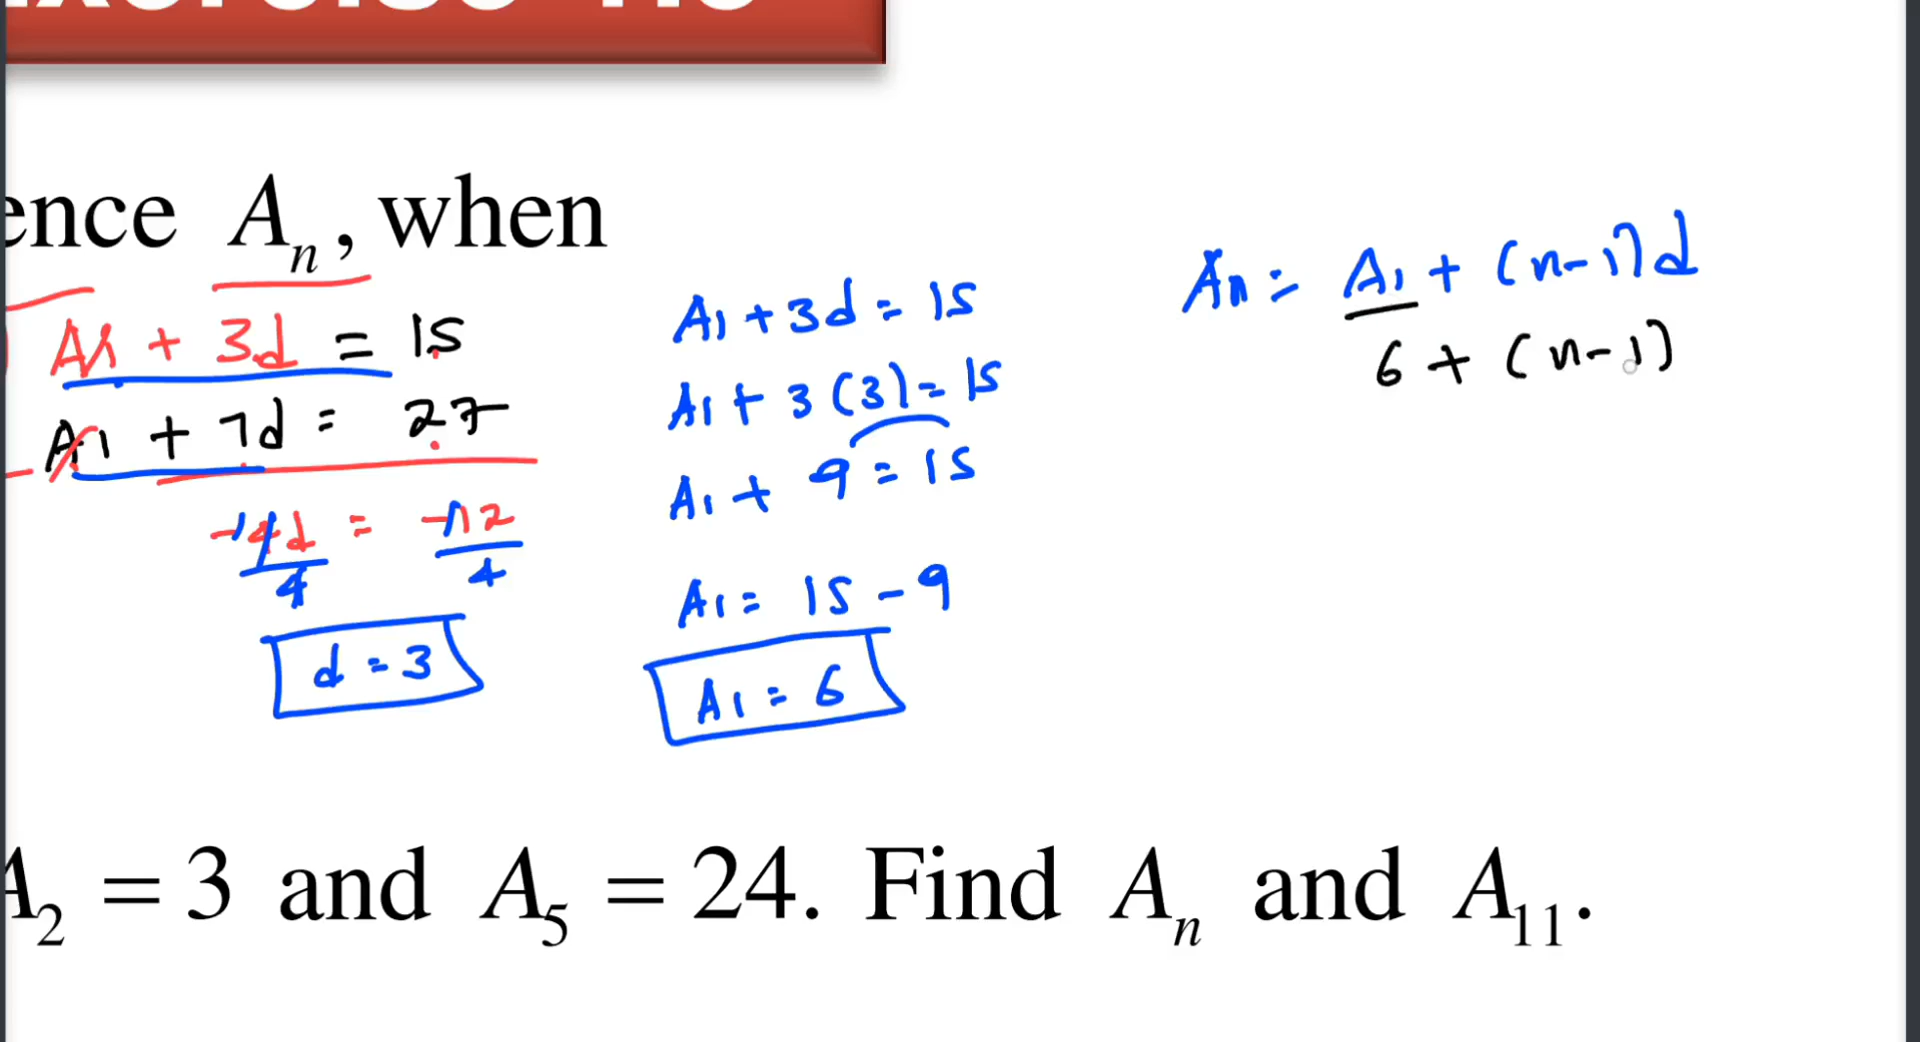 ence Aₙ, when
A₁ + 3d = 15
A₁ + 7d = 27
-4d = -12
4 4
d = 3
A₁ + 3d = 15
A₁ + 3(3) = 15
A₁ + 9 = 15
A₁ = 15 - 9
A₁ = 6
Aₙ = A₁ + (n-1)d
6 + (n-1)
A₂ = 3 and A₅ = 24. Find Aₙ and A₁₁.